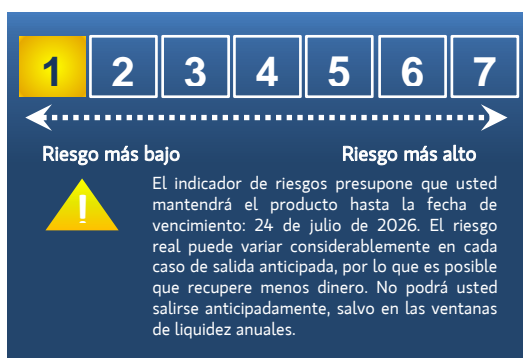 1 2 3 4 5 6 7
Riesgo más bajo Riesgo más alto
!
El indicador de riesgos presupone que usted
mantendrá el producto hasta la fecha de
vencimiento: 24 de julio de 2026. El riesgo
real puede variar considerablemente en cada
caso de salida anticipada, por lo que es posible
que recupere menos dinero. No podrá usted
salirse anticipadamente, salvo en las ventanas
de liquidez anuales.